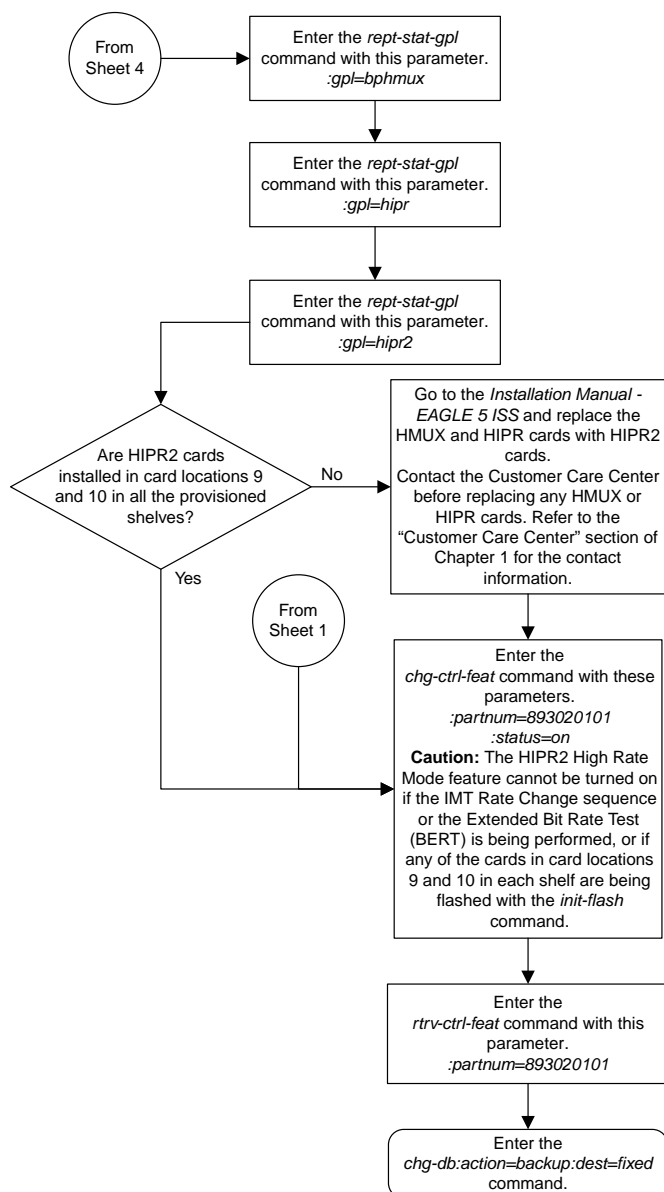 From
Sheet 4
Enter the rept-stat-gpl
command with this parameter.
:gpl=bphmux
Enter the rept-stat-gpl
command with this parameter.
:gpl=hipr
Enter the rept-stat-gpl
command with this parameter.
:gpl=hipr2
Are HIPR2 cards
installed in card locations 9
and 10 in all the provisioned
shelves?
No
Yes
Go to the Installation Manual -
EAGLE 5 ISS and replace the
HMUX and HIPR cards with HIPR2
cards.
Contact the Customer Care Center
before replacing any HMUX or
HIPR cards. Refer to the
“Customer Care Center” section of
Chapter 1 for the contact
information.
From
Sheet 1
Enter the
chg-ctrl-feat command with these
parameters.
:partnum=893020101
:status=on
Caution: The HIPR2 High Rate
Mode feature cannot be turned on
if the IMT Rate Change sequence
or the Extended Bit Rate Test
(BERT) is being performed, or if
any of the cards in card locations
9 and 10 in each shelf are being
flashed with the init-flash
command.
Enter the
rtrv-ctrl-feat command with this
parameter.
:partnum=893020101
Enter the
chg-db:action=backup:dest=fixed
command.